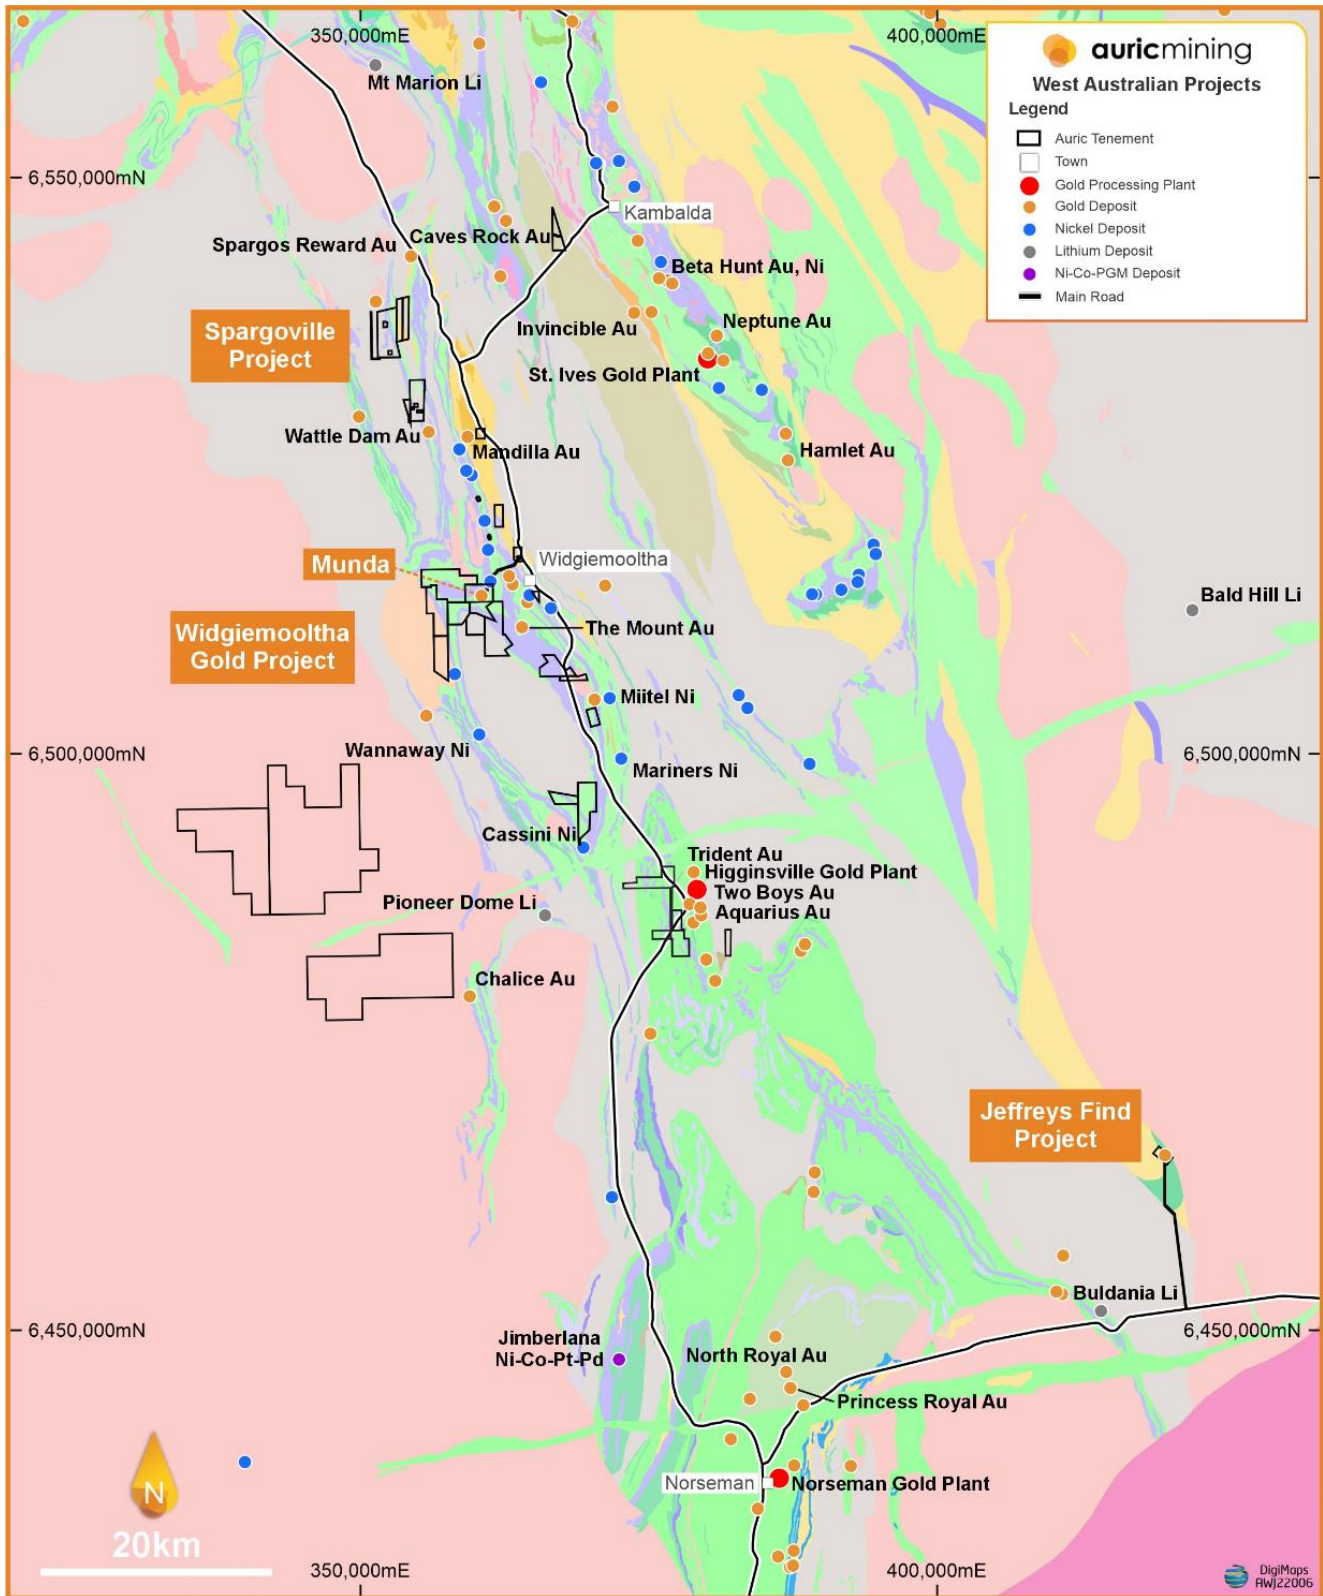 350,000mE
400,000mE
auricmining
West Australian Projects
Legend
Auric Tenement
Town
Gold Processing Plant
Gold Deposit
Nickel Deposit
Lithium Deposit
Ni-Co-PGM Deposit
Main Road
Mt Marion Li
6,550,000mN
Kambalda
Caves Rock Au
Spargos Reward Au
Beta Hunt Au, Ni
Spargoville
Project
Invincible Au
Neptune Au
St. Ives Gold Plant
Wattle Dam Au
Mandilla Au
Hamlet Au
Munda
Widgiemooltha
Bald Hill Li
Widgiemooltha
Gold Project
The Mount Au
Miitel Ni
Wannaway Ni
6,500,000mN
6,500,000mN
Mariners Ni
Cassini Ni
Trident Au
Higginsville Gold Plant
Two Boys Au
Aquarius Au
Pioneer Dome Li
Chalice Au
Jeffreys Find
Project
Buldania Li
6,450,000mN
6,450,000mN
Jimberlana
Ni-Co-Pt-Pd
North Royal Au
Princess Royal Au
Norseman
Norseman Gold Plant
N
20km
350,000mE
400,000mE
DigiMaps
AWJ22006